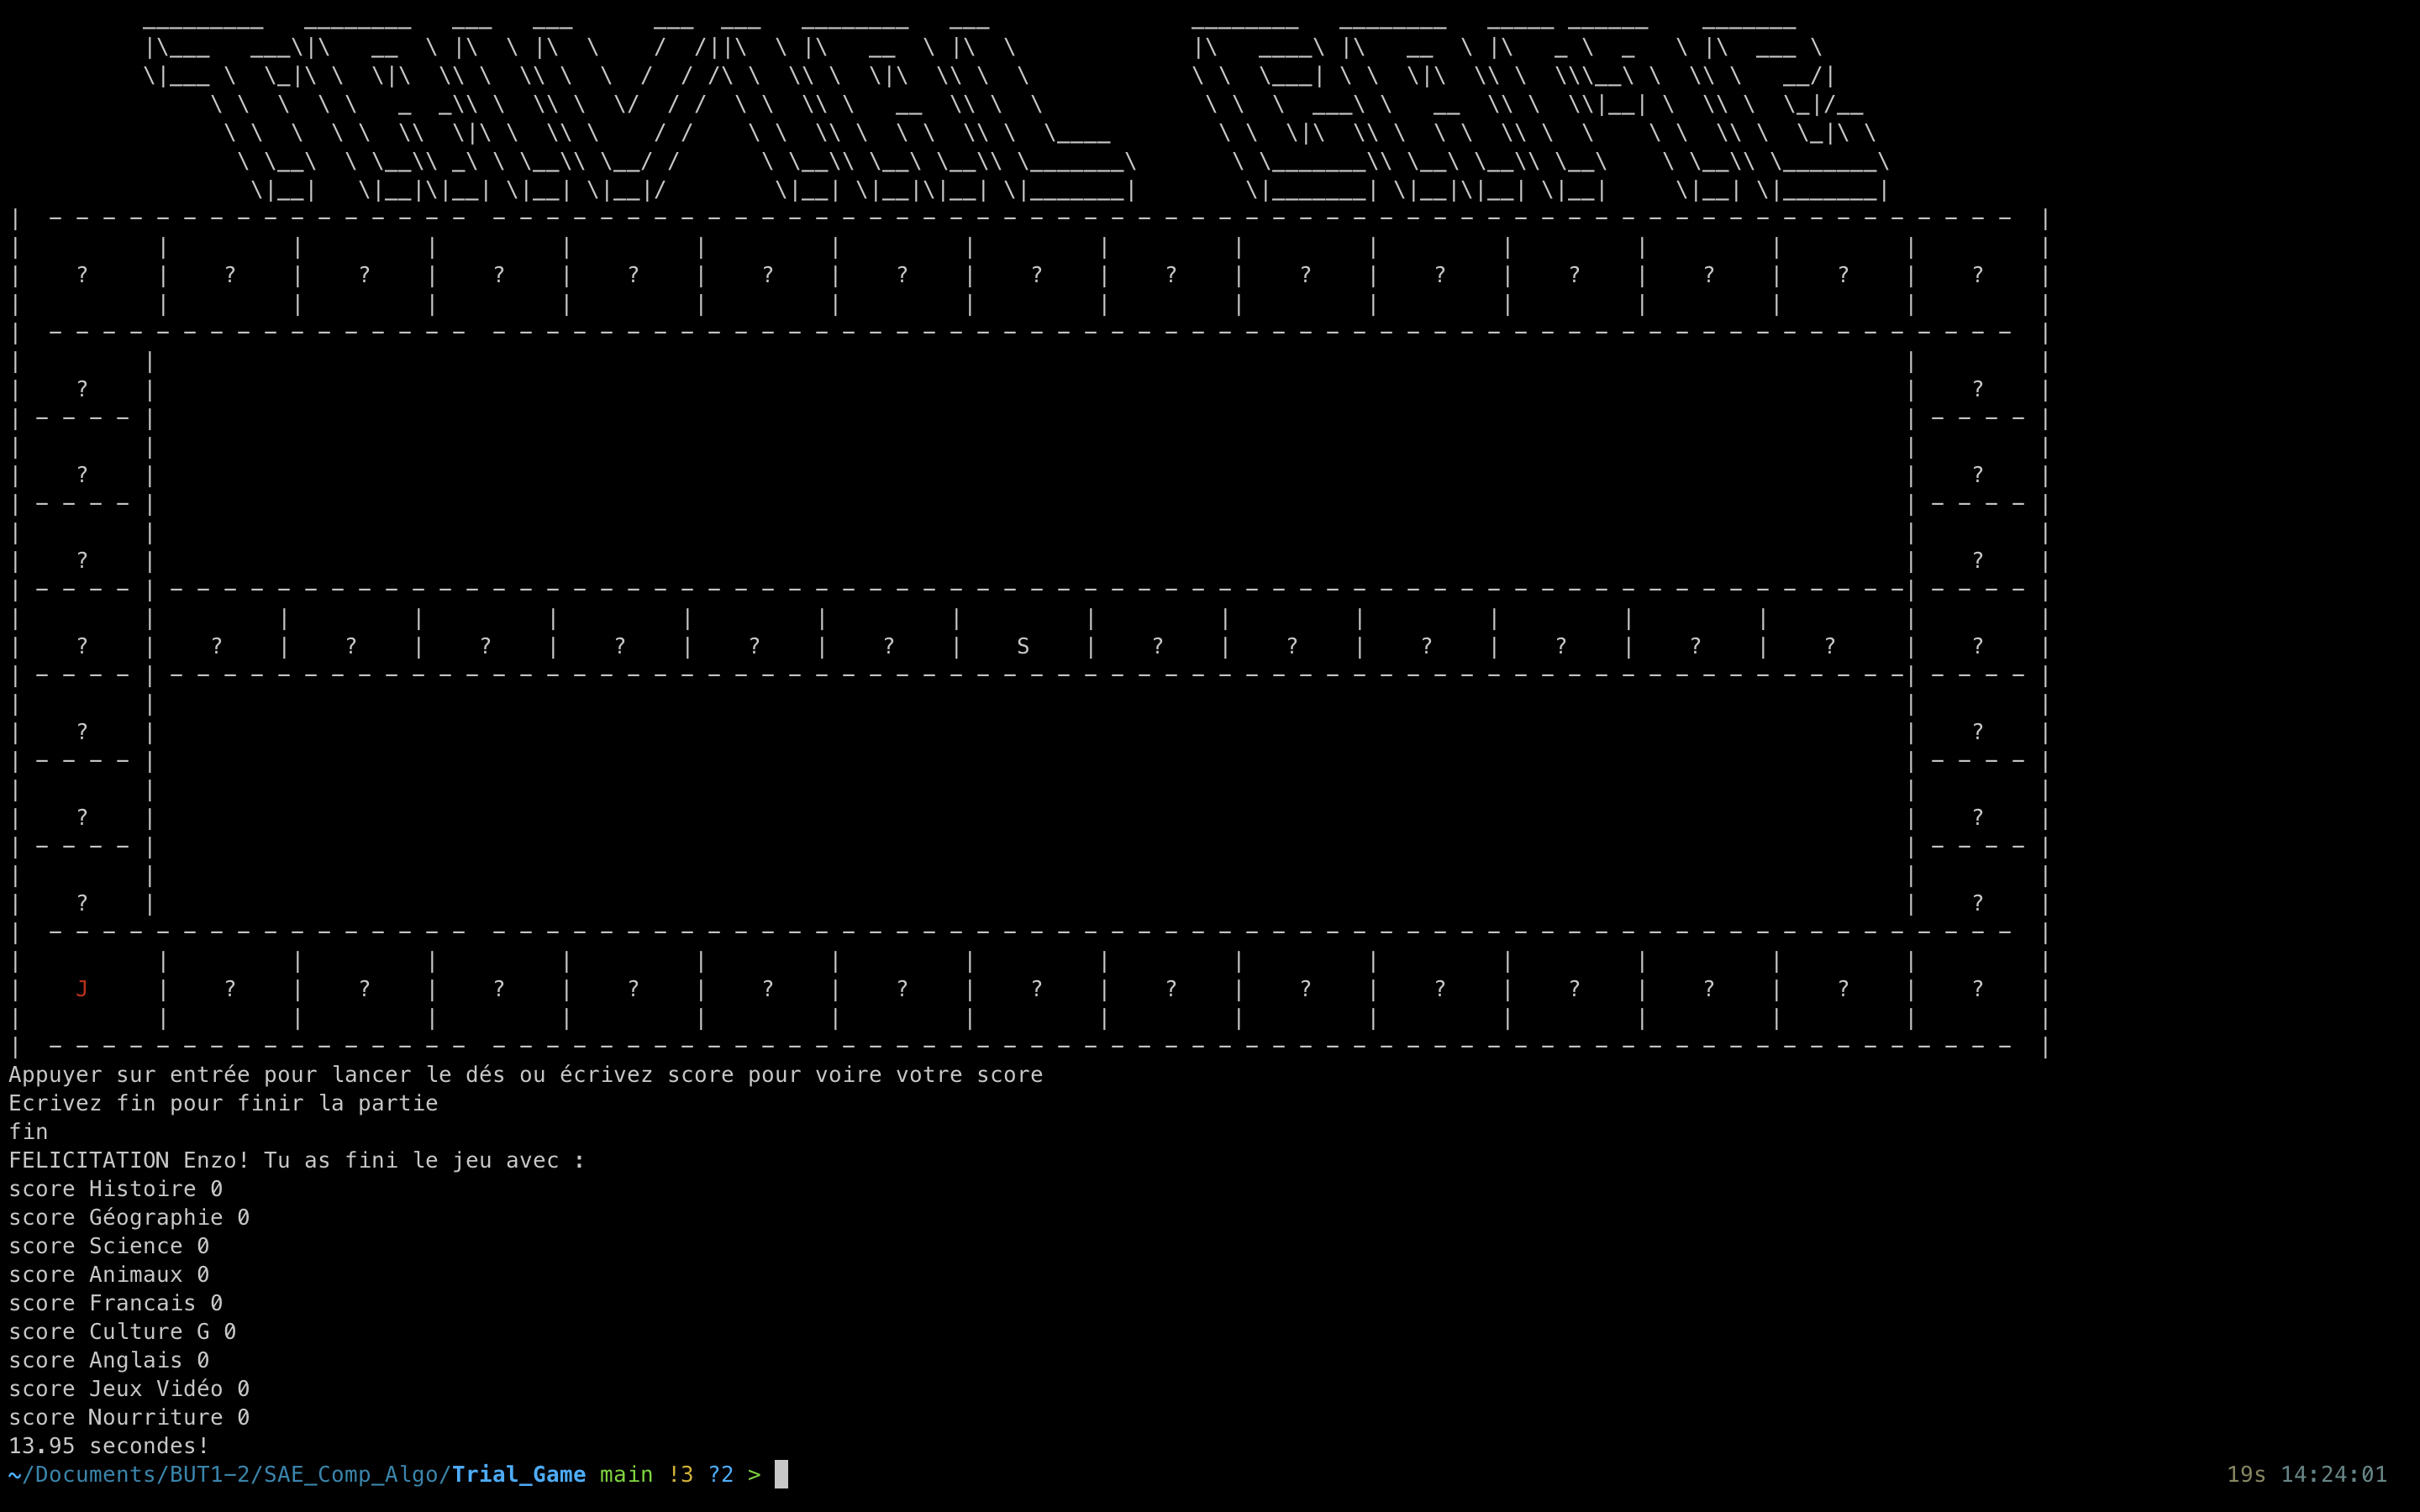 TRIVIAL GAME
? ? ? ? ? ? ? ? ? ? ? ? ? ? ?
? ?
? ?
? ?
? ? ? ? ? ? ? S ? ? ? ? ? ? ?
? ?
? ?
? ?
J ? ? ? ? ? ? ? ? ? ? ? ? ? ?
Appuyer sur entrée pour lancer le dés ou écrivez score pour voire votre score
Ecrivez fin pour finir la partie
fin
FELICITATION Enzo! Tu as fini le jeu avec :
score Histoire 0
score Géographie 0
score Science 0
score Animaux 0
score Francais 0
score Culture G 0
score Anglais 0
score Jeux Vidéo 0
score Nourriture 0
13.95 secondes!
~/Documents/BUT1-2/SAE_Comp_Algo/Trial_Game main !3 ?2 > 19s 14:24:01